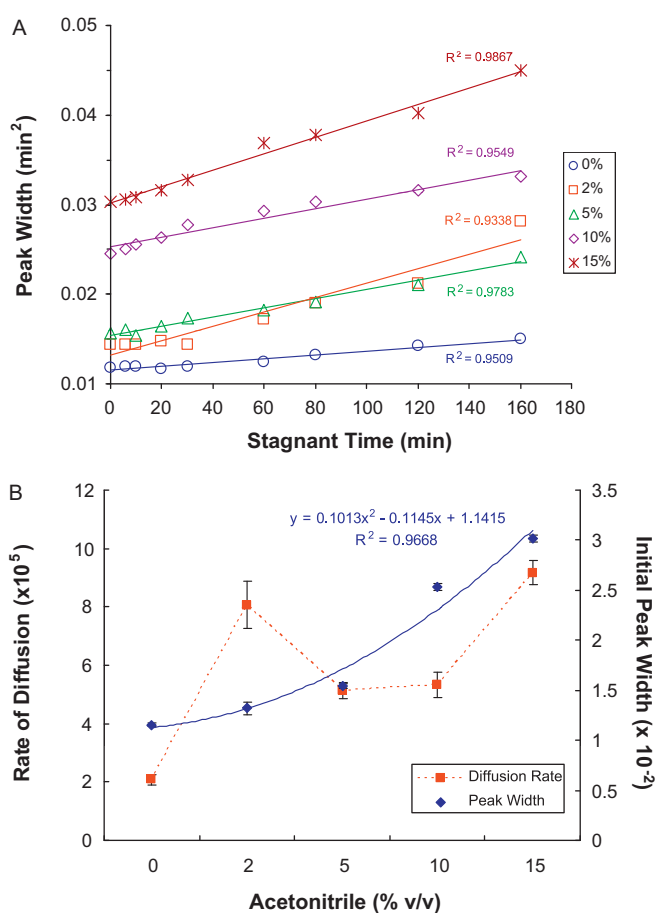 A
0.05
0.04
0.03
0.02
0.01
Peak Width (min²)
R² = 0.9867
R² = 0.9549
R² = 0.9338
R² = 0.9783
R² = 0.9509
0%
2%
5%
10%
15%
0 20 40 60 80 100 120 140 160 180
Stagnant Time (min)
B
12
10
8
6
4
2
0
Rate of Diffusion (x10⁵)
y = 0.1013x² - 0.1145x + 1.1415
R² = 0.9668
3.5
3
2.5
2
1.5
1
0.5
0
Initial Peak
Width (x 10⁻²)
Diffusion Rate
Peak Width
0 2 5 10 15
Acetonitrile (% v/v)